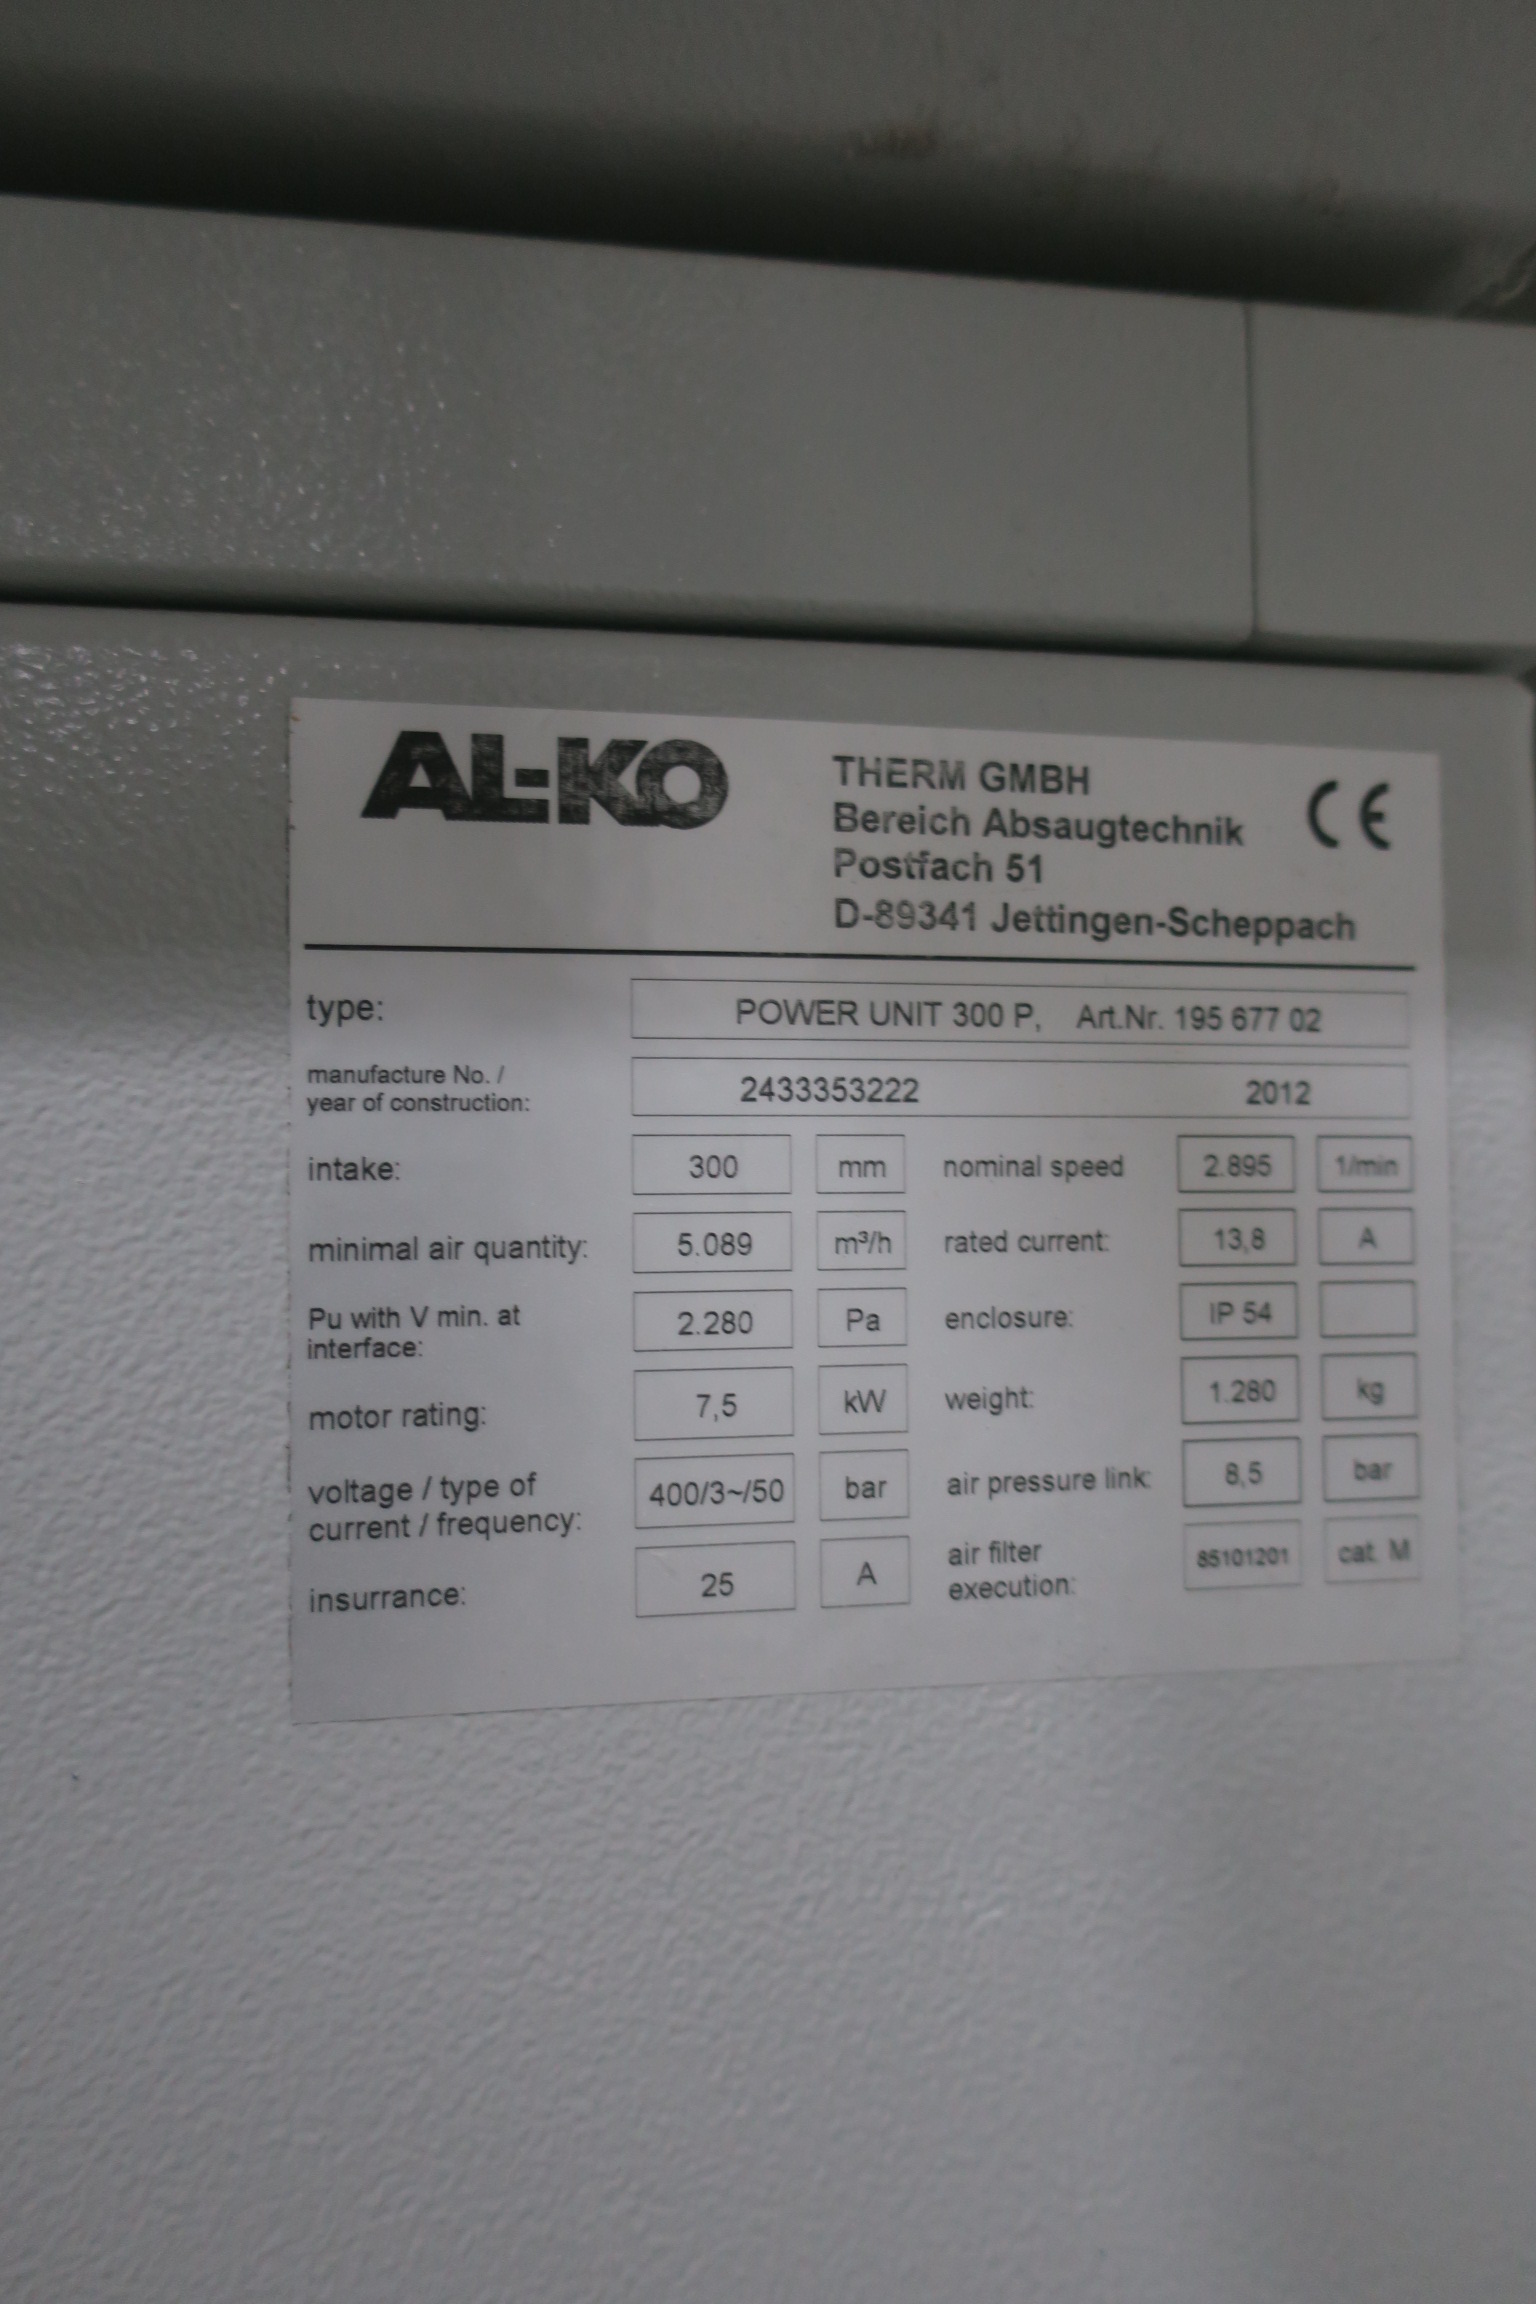 AL-KO
THERM GMBH
Bereich Absaugtechnik
Postfach 51
D-89341 Jettingen-Scheppach
CE
type: POWER UNIT 300 P, Art.Nr. 195 677 02
manufacture No. /
year of construction: 2433353222 2012
intake: 300 mm nominal speed 2.895 1/min
minimal air quantity: 5.089 m³/h rated current: 13,8 A
Pu with V min. at
interface: 2.280 Pa enclosure: IP 54
motor rating: 7,5 kW weight: 1.280 kg
voltage / type of
current / frequency: 400/3~/50 bar air pressure link: 8,5 bar
insurrance: 25 A air filter
execution: 85101201 cat. M